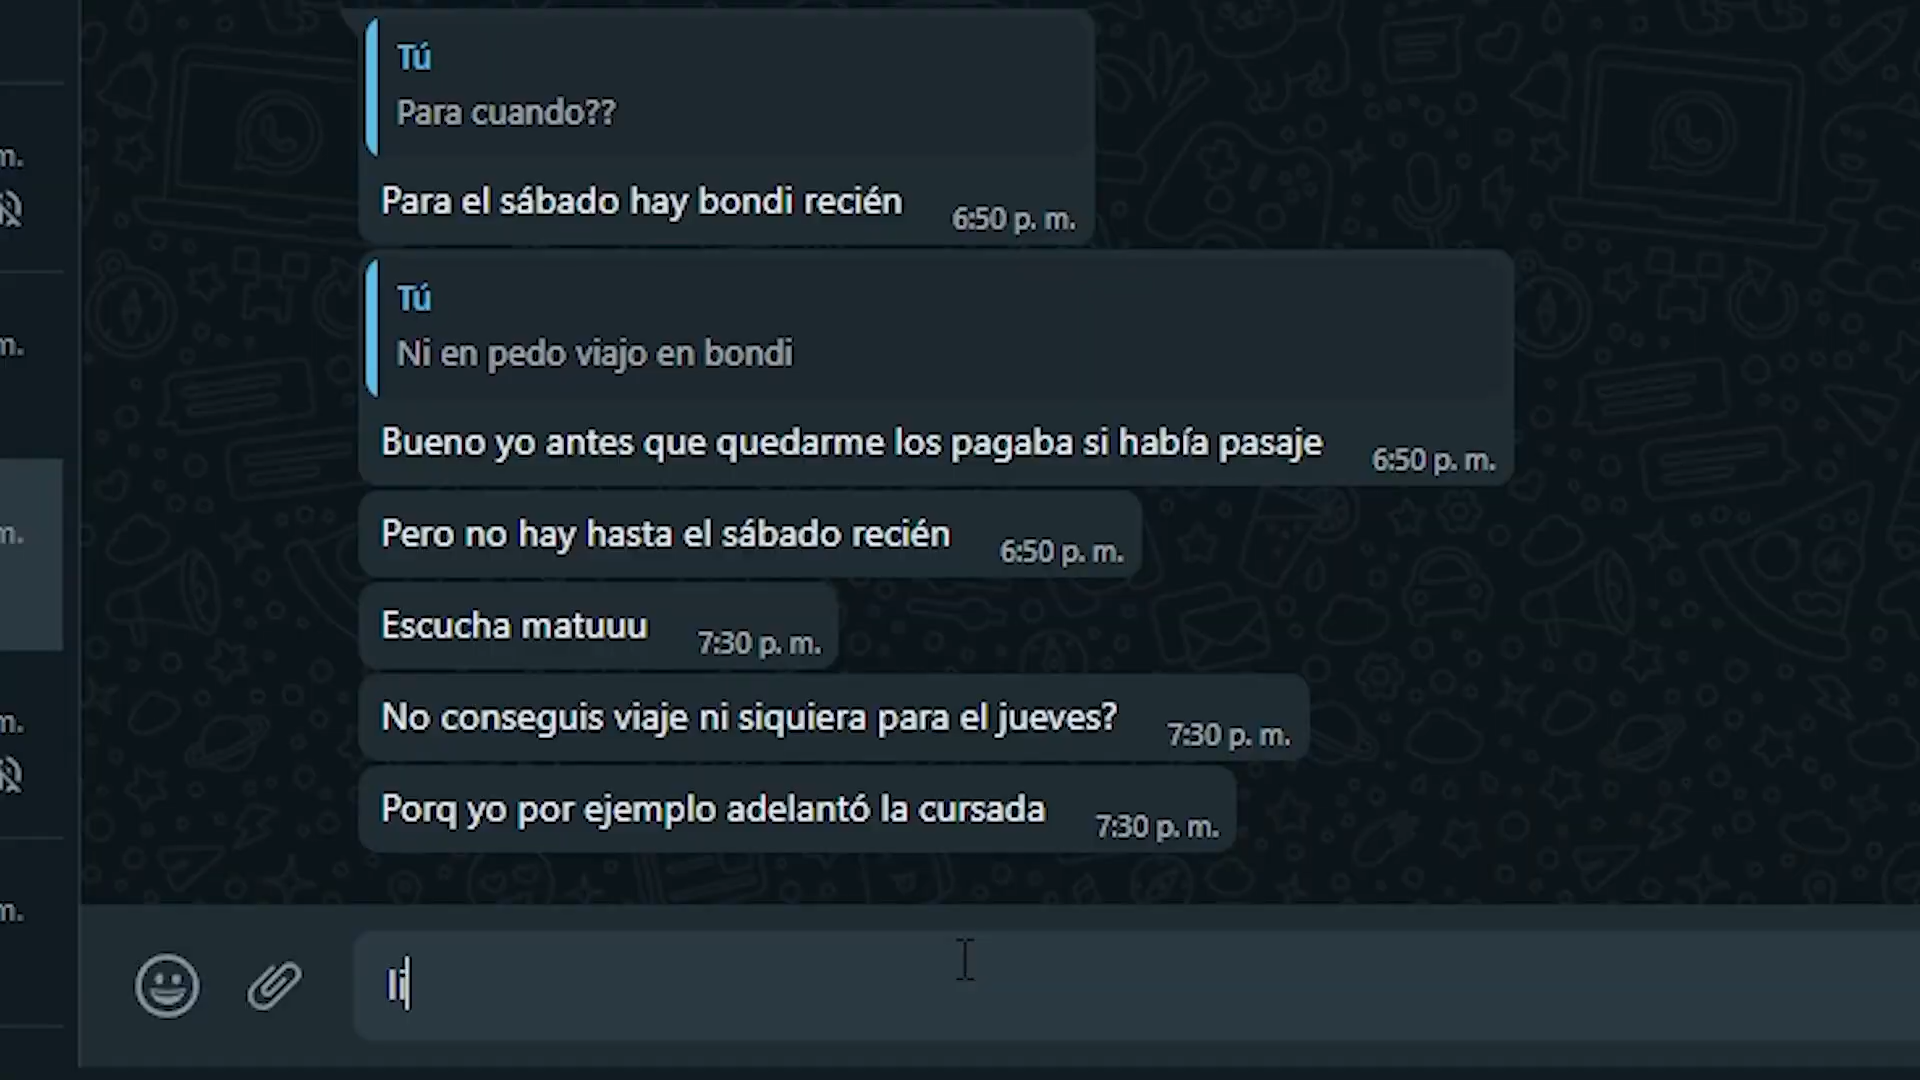 Tú
Para cuando??
Para el sábado hay bondi recién
6:50 p. m.
Tú
Ni en pedo viajo en bondi
Bueno yo antes que quedarme los pagaba si había pasaje
6:50 p. m.
Pero no hay hasta el sábado recién
6:50 p. m.
Escucha matuuu
7:30 p. m.
No conseguis viaje ni siquiera para el jueves?
7:30 p. m.
Porq yo por ejemplo adelantó la cursada
7:30 p. m.
m.
m.
m.
m.
m.
li